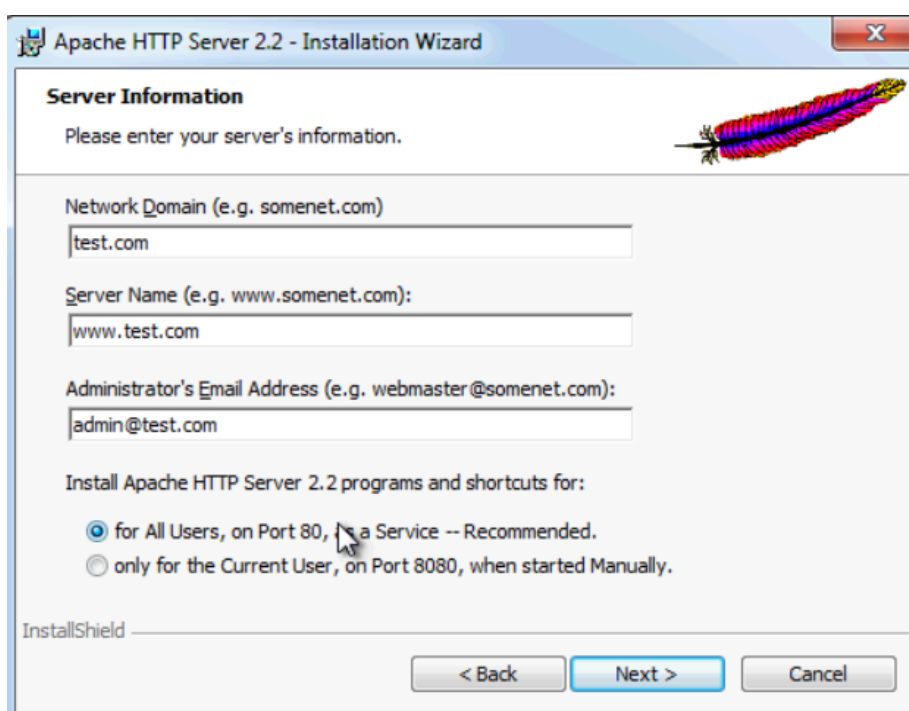 Apache HTTP Server 2.2 - Installation Wizard
Server Information
Please enter your server's information.
Network Domain (e.g. somenet.com)
test.com
Server Name (e.g. www.somenet.com):
www.test.com
Administrator's Email Address (e.g. webmaster@somenet.com):
admin@test.com
Install Apache HTTP Server 2.2 programs and shortcuts for:
for All Users, on Port 80, as a Service -- Recommended.
only for the Current User, on Port 8080, when started Manually.
InstallShield
< Back Next > Cancel